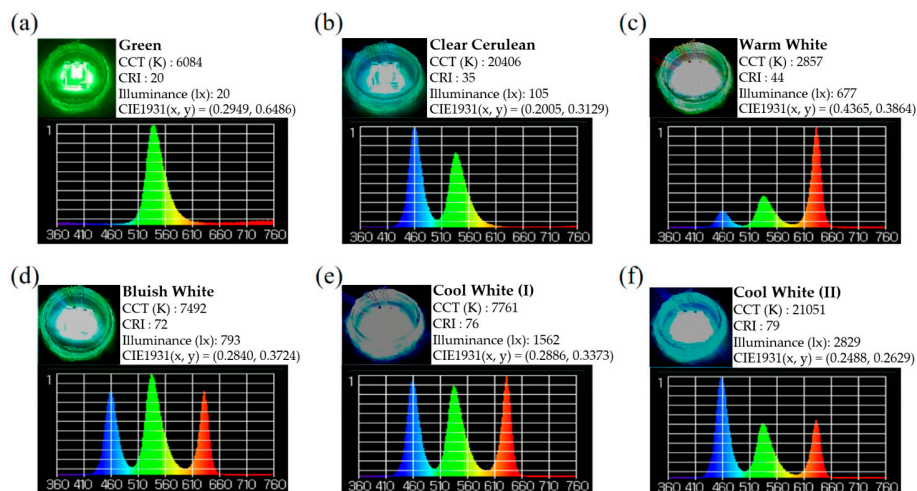 (a)
Green
CCT (K) : 6084
CRI : 20
Illuminance (lx) : 20
CIE1931(x, y) = (0.2949, 0.6486)
1
360 410 460 510 560 610 660 710 760
(b)
Clear Cerulean
CCT (K) : 20406
CRI : 35
Illuminance (lx) : 105
CIE1931(x, y) = (0.2005, 0.3129)
1
360 410 460 510 560 610 660 710 760
(c)
Warm White
CCT (K) : 2857
CRI : 44
Illuminance (lx) : 677
CIE1931(x, y) = (0.4365, 0.3864)
1
360 410 460 510 560 610 660 710 760
(d)
Bluish White
CCT (K) : 7492
CRI : 72
Illuminance (lx): 793
CIE1931(x, y) = (0.2840, 0.3724)
1
360 410 460 510 560 610 660 710 760
(e)
Cool White (I)
CCT (K) : 7761
CRI : 76
Illuminance (lx) : 1562
CIE1931(x, y) = (0.2886, 0.3373)
1
360 410 460 510 560 610 660 710 760
(f)
Cool White (II)
CCT (K) : 21051
CRI : 79
Illuminance (lx) : 2829
CIE1931(x, y) = (0.2488, 0.2629)
1
360 410 460 510 560 610 660 710 760